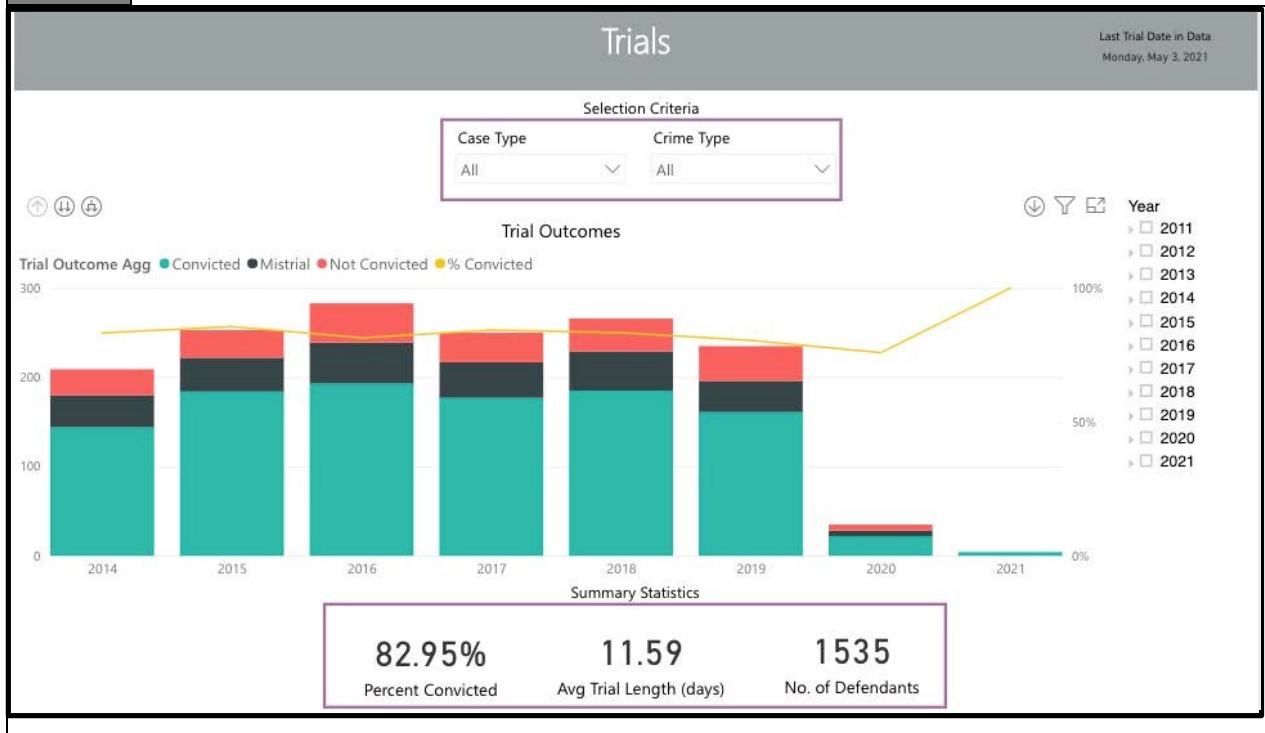 Trials
Last Trial Date in Data
Monday, May 3, 2021
Selection Criteria
Case Type
Crime Type
All
All
Trial Outcomes
Trial Outcome Agg Convicted Mistrial Not Convicted % Convicted
300
200
100
0
100%
50%
0%
2014 2015 2016 2017 2018 2019 2020 2021
Year
2011
2012
2013
2014
2015
2016
2017
2018
2019
2020
2021
Summary Statistics
82.95%
Percent Convicted
11.59
Avg Trial Length (days)
1535
No. of Defendants